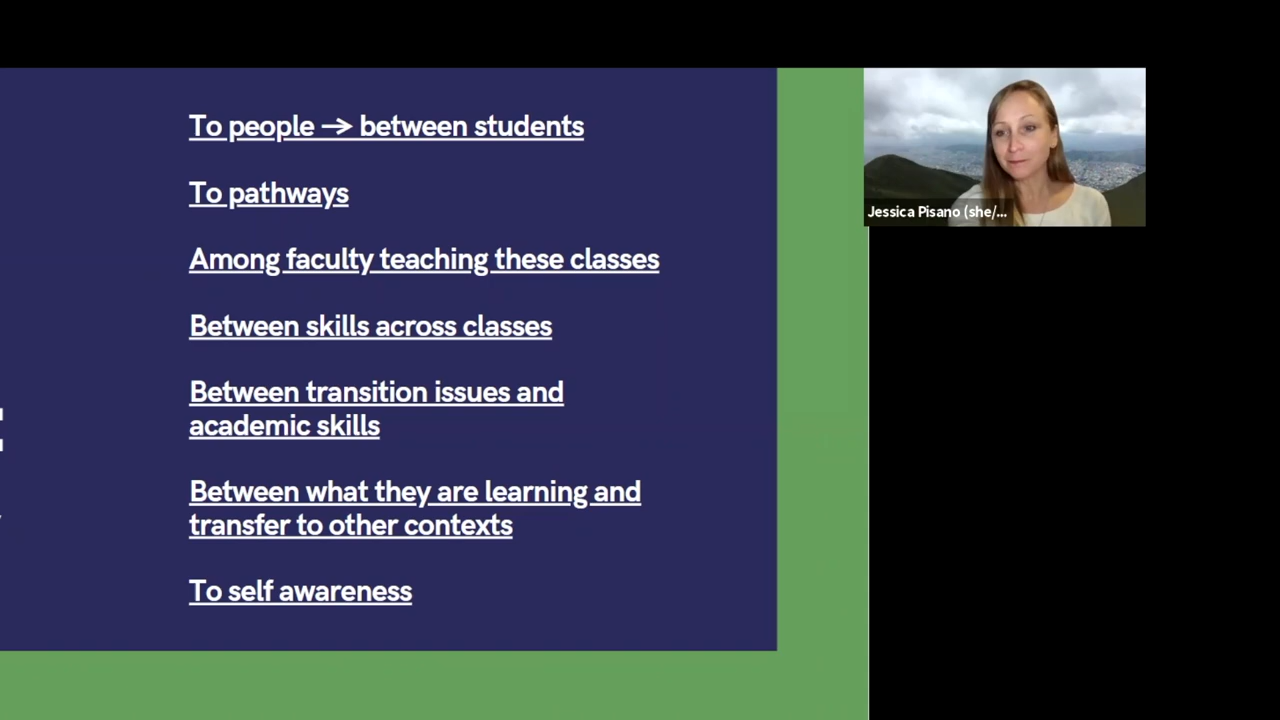 To people → between students
To pathways
Among faculty teaching these classes
Between skills across classes
Between transition issues and
academic skills
Between what they are learning and
transfer to other contexts
To self awareness
Jessica Pisano (she/...